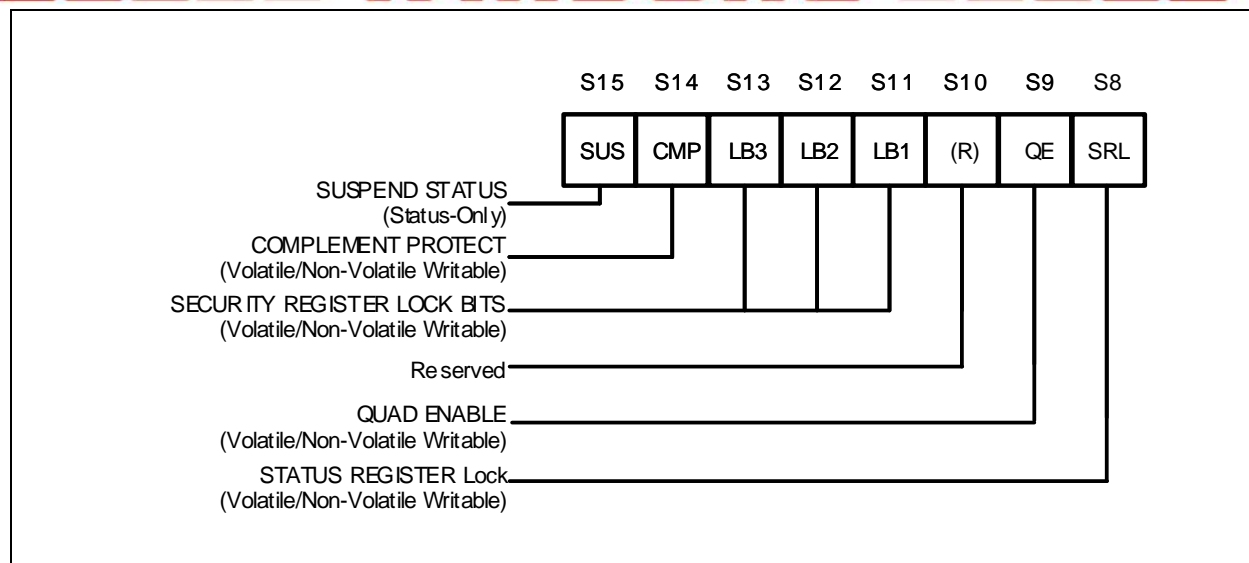 S15 S14 S13 S12 S11 S10 S9 S8
SUS CMP LB3 LB2 LB1 (R) QE SRL
SUSPEND STATUS
(Status-Only)
COMPLEMENT PROTECT
(Volatile/Non-Volatile Writable)
SECURITY REGISTER LOCK BITS
(Volatile/Non-Volatile Writable)
Reserved
QUAD ENABLE
(Volatile/Non-Volatile Writable)
STATUS REGISTER Lock
(Volatile/Non-Volatile Writable)